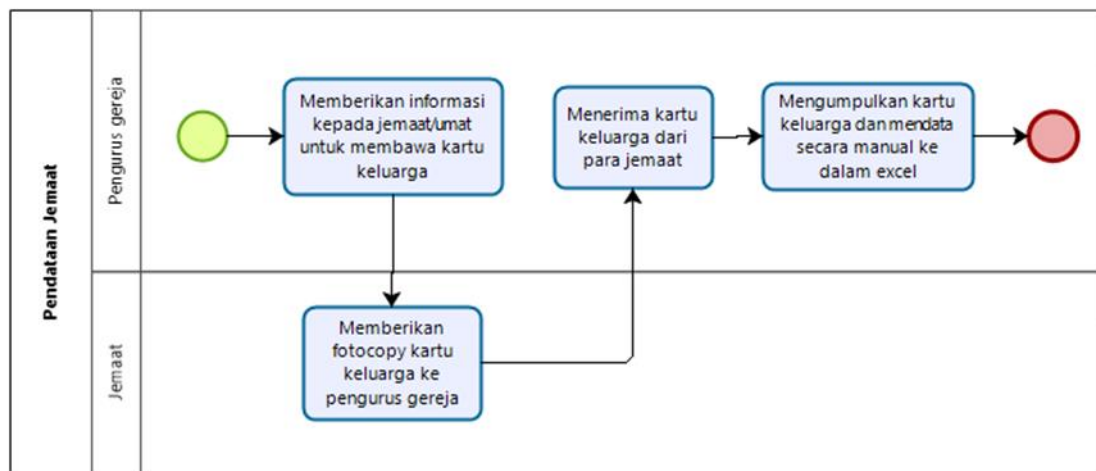 Pendataan Jemaat
Pengurus gereja
Memberikan informasi
kepada jemaat/umat
untuk membawa kartu
keluarga
Menerima kartu
keluarga dari
para jemaat
Mengumpulkan kartu
keluarga dan mendata
secara manual ke
dalam excel
Jemaat
Memberikan
fotocopy kartu
keluarga ke
pengurus gereja